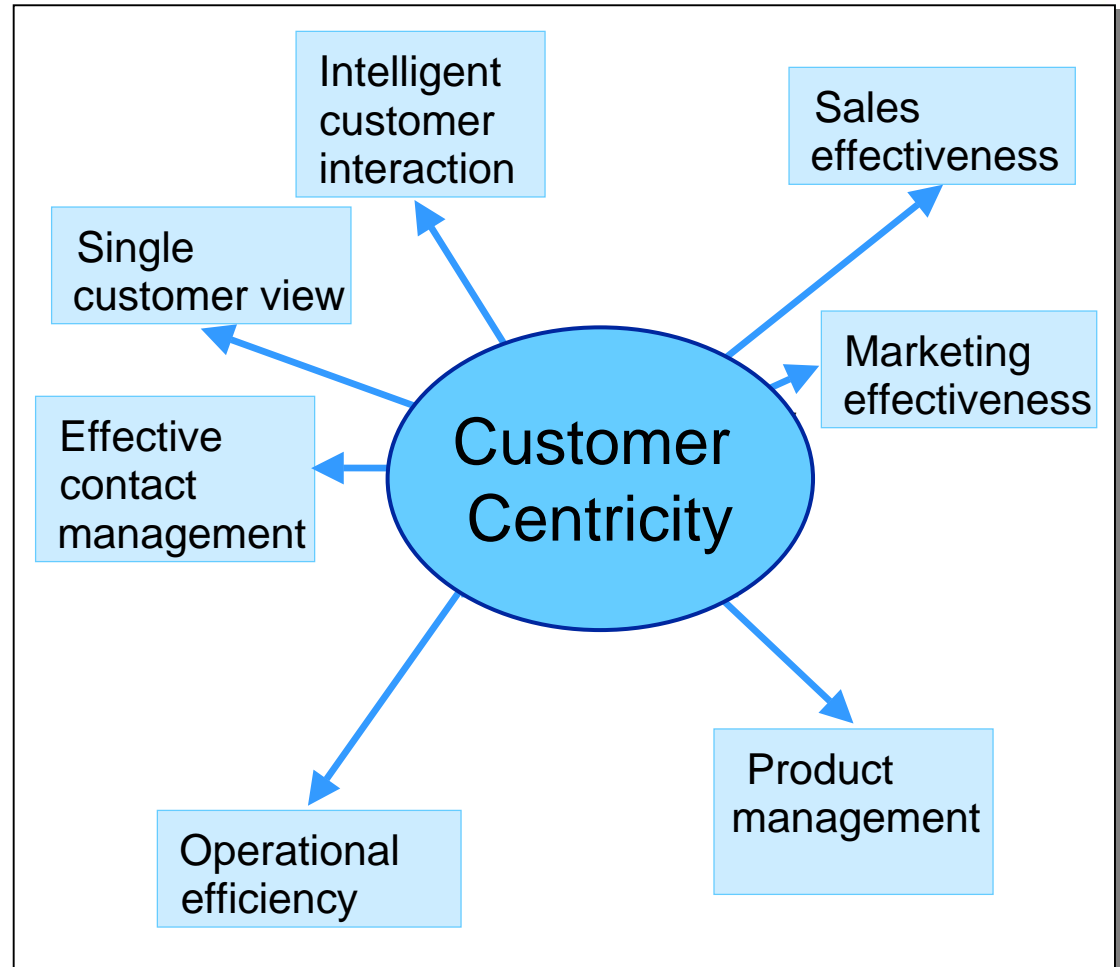 Intelligent
customer
interaction
Sales
effectiveness
Single
customer view
Marketing
effectiveness
Effective
contact
management
Customer
Centricity
Product
management
Operational
efficiency